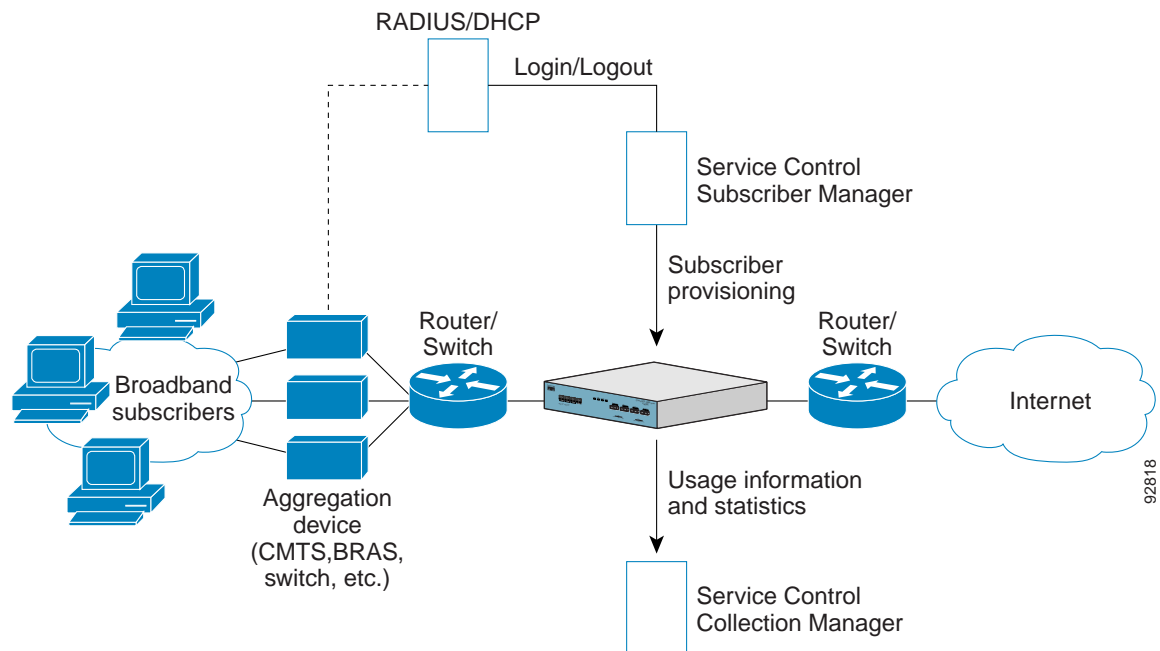 RADIUS/DHCP
Login/Logout
Service Control
Subscriber Manager
Subscriber
provisioning
Router/
Switch
Router/
Switch
Broadband
subscribers
Internet
Aggregation
device
(CMTS,BRAS,
switch, etc.)
Usage information
and statistics
Service Control
Collection Manager
92818